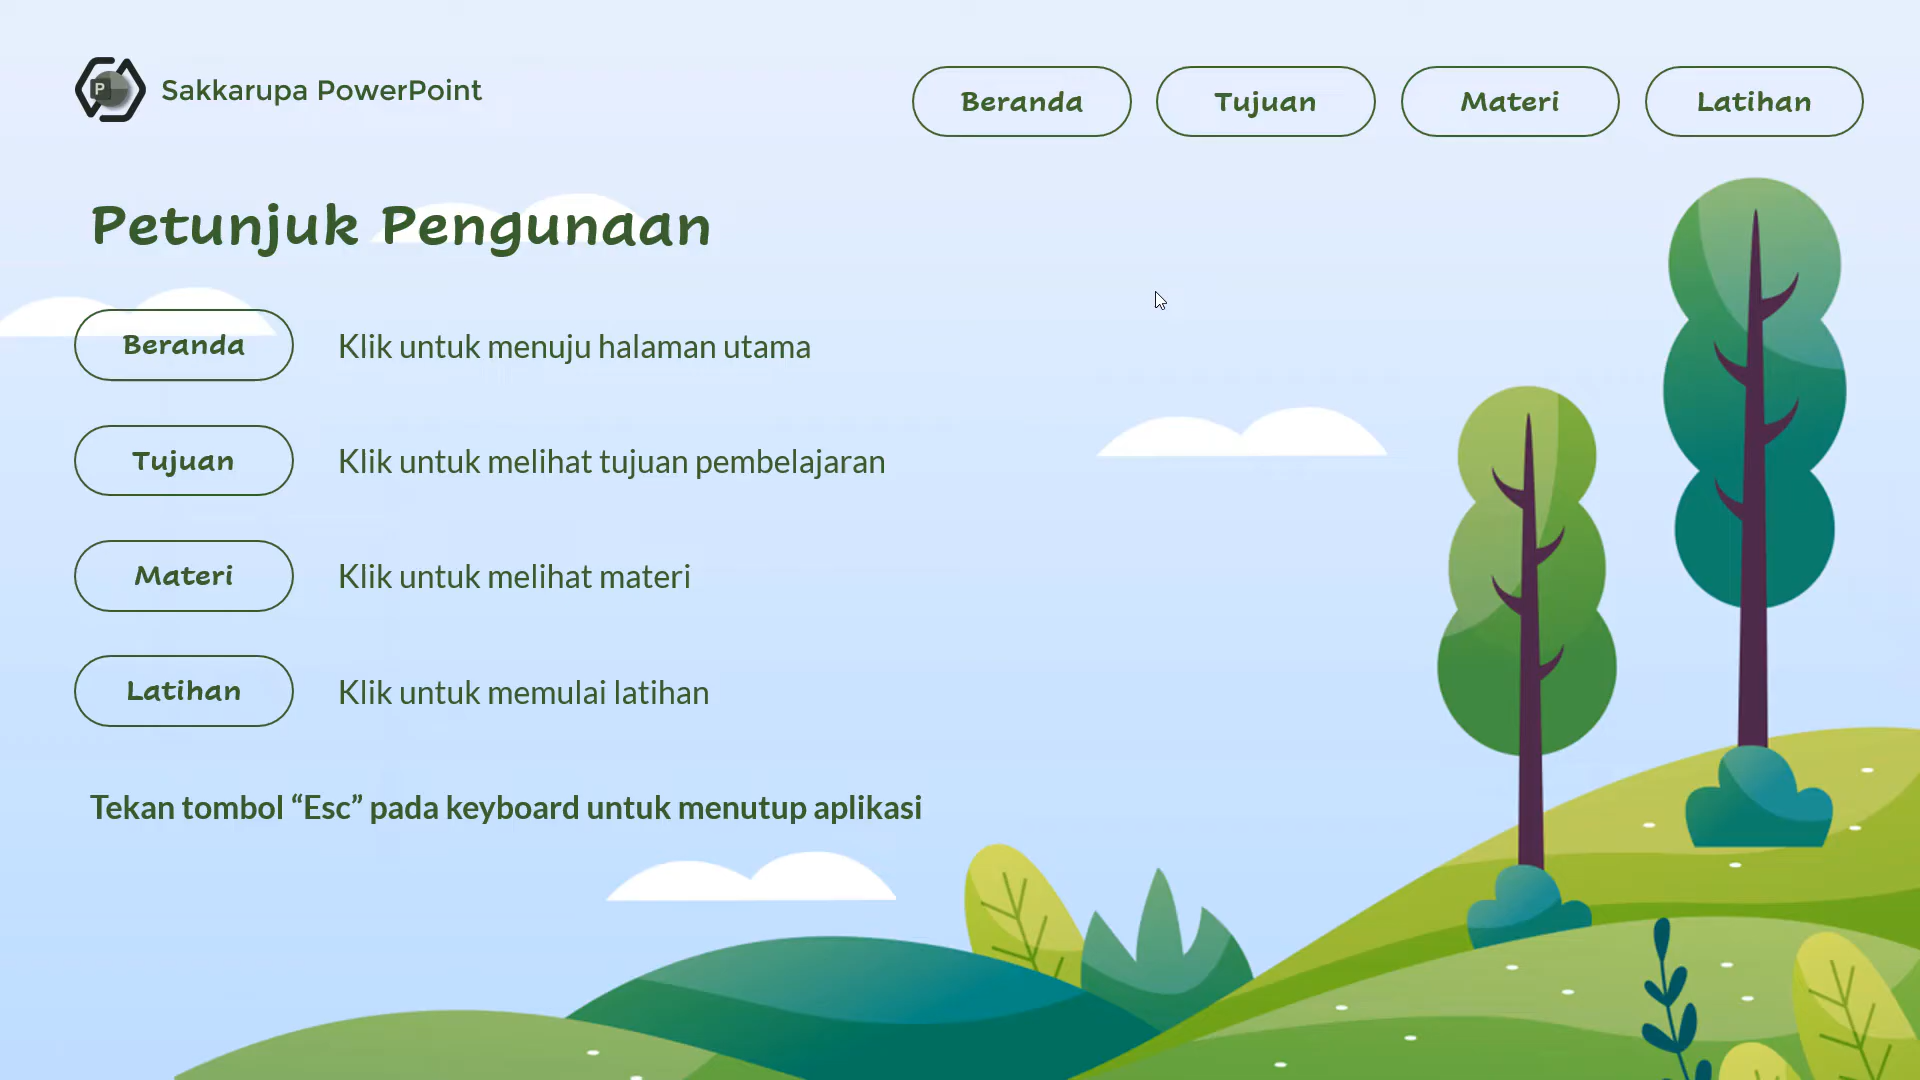 P
Sakkarupa PowerPoint
Beranda
Tujuan
Materi
Latihan
Petunjuk Pengunaan
Beranda
Klik untuk menuju halaman utama
Tujuan
Klik untuk melihat tujuan pembelajaran
Materi
Klik untuk melihat materi
Latihan
Klik untuk memulai latihan
Tekan tombol “Esc” pada keyboard untuk menutup aplikasi